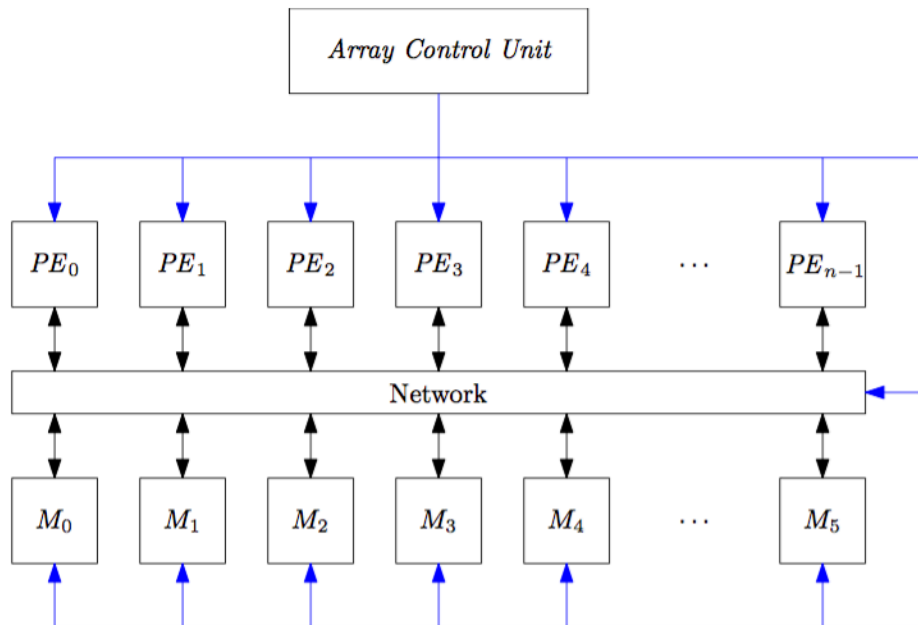 Array Control Unit
PE₀ PE₁ PE₂ PE₃ PE₄ ⋯ PEₙ₋₁
Network
M₀ M₁ M₂ M₃ M₄ ⋯ M₅